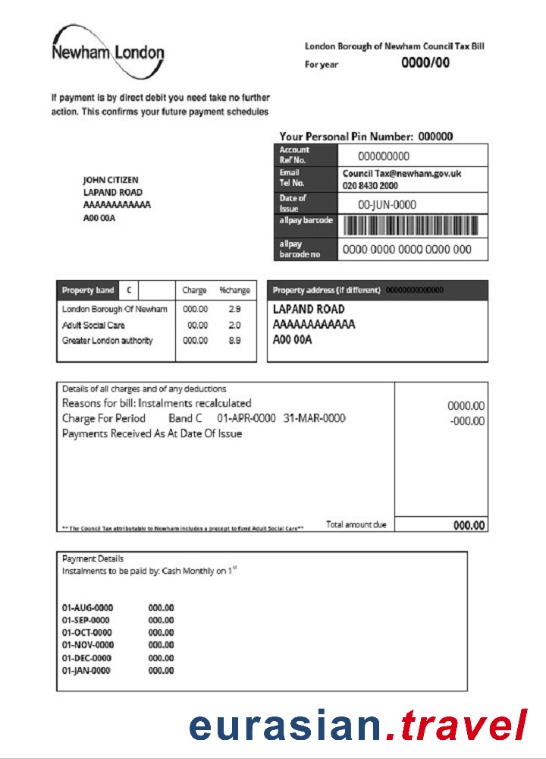 Newham London
London Borough of Newham Council Tax Bill
For year 0000/00
If payment is by direct debit you need take no further
action. This confirms your future payment schedules
Your Personal Pin Number: 000000
Account
Ref No. 000000000
Email Council Tax@newham.gov.uk
Tel No. 020 8430 2000
Date of
Issue 00-JUN-0000
allpay barcode
allpay
barcode no 0000 0000 0000 0000 000
JOHN CITIZEN
LAPAND ROAD
AAAAAAAAAAAA
A00 00A
Property band C Charge %change
London Borough Of Newham 000.00 2.9
Adult Social Care 00.00 2.0
Greater London authority 000.00 8.9
Property address (if different) 0000000000000
LAPAND ROAD
AAAAAAAAAAAA
A00 00A
Details of all charges and of any deductions
Reasons for bill: Instalments recalculated 0000.00
Charge For Period Band C 01-APR-0000 31-MAR-0000 -000.00
Payments Received As At Date Of Issue
** The Council Tax attributable to Newham includes a precept to fund Adult Social Care**
Total amount due 000.00
Payment Details
Instalments to be paid by: Cash Monthly on 1st
01-AUG-0000 000.00
01-SEP-0000 000.00
01-OCT-0000 000.00
01-NOV-0000 000.00
01-DEC-0000 000.00
01-JAN-0000 000.00
eurasian.travel